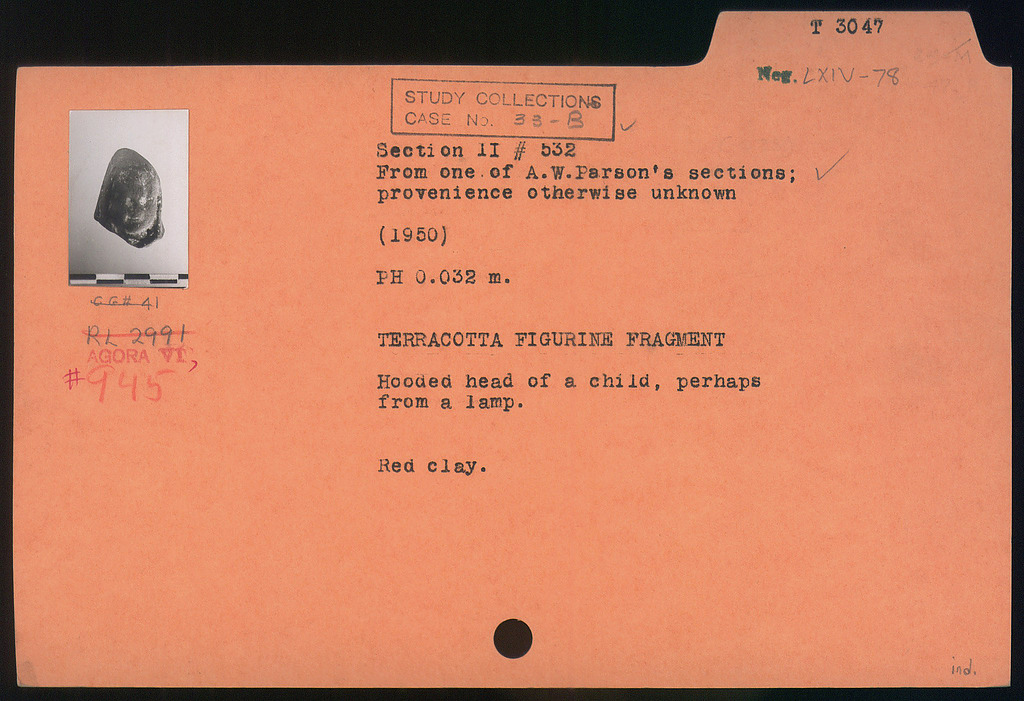 T 3047
Neg. LXIV-78
STUDY COLLECTIONS
CASE No. 33-B
Section II # 532
From one of A.W.Parson's sections;
provenience otherwise unknown
(1950)
PH 0.032 m.
GG# 41
RL 2991
AGORA VI,
#945
TERRACOTTA FIGURINE FRAGMENT
Hooded head of a child, perhaps
from a lamp.
Red clay.
ind.